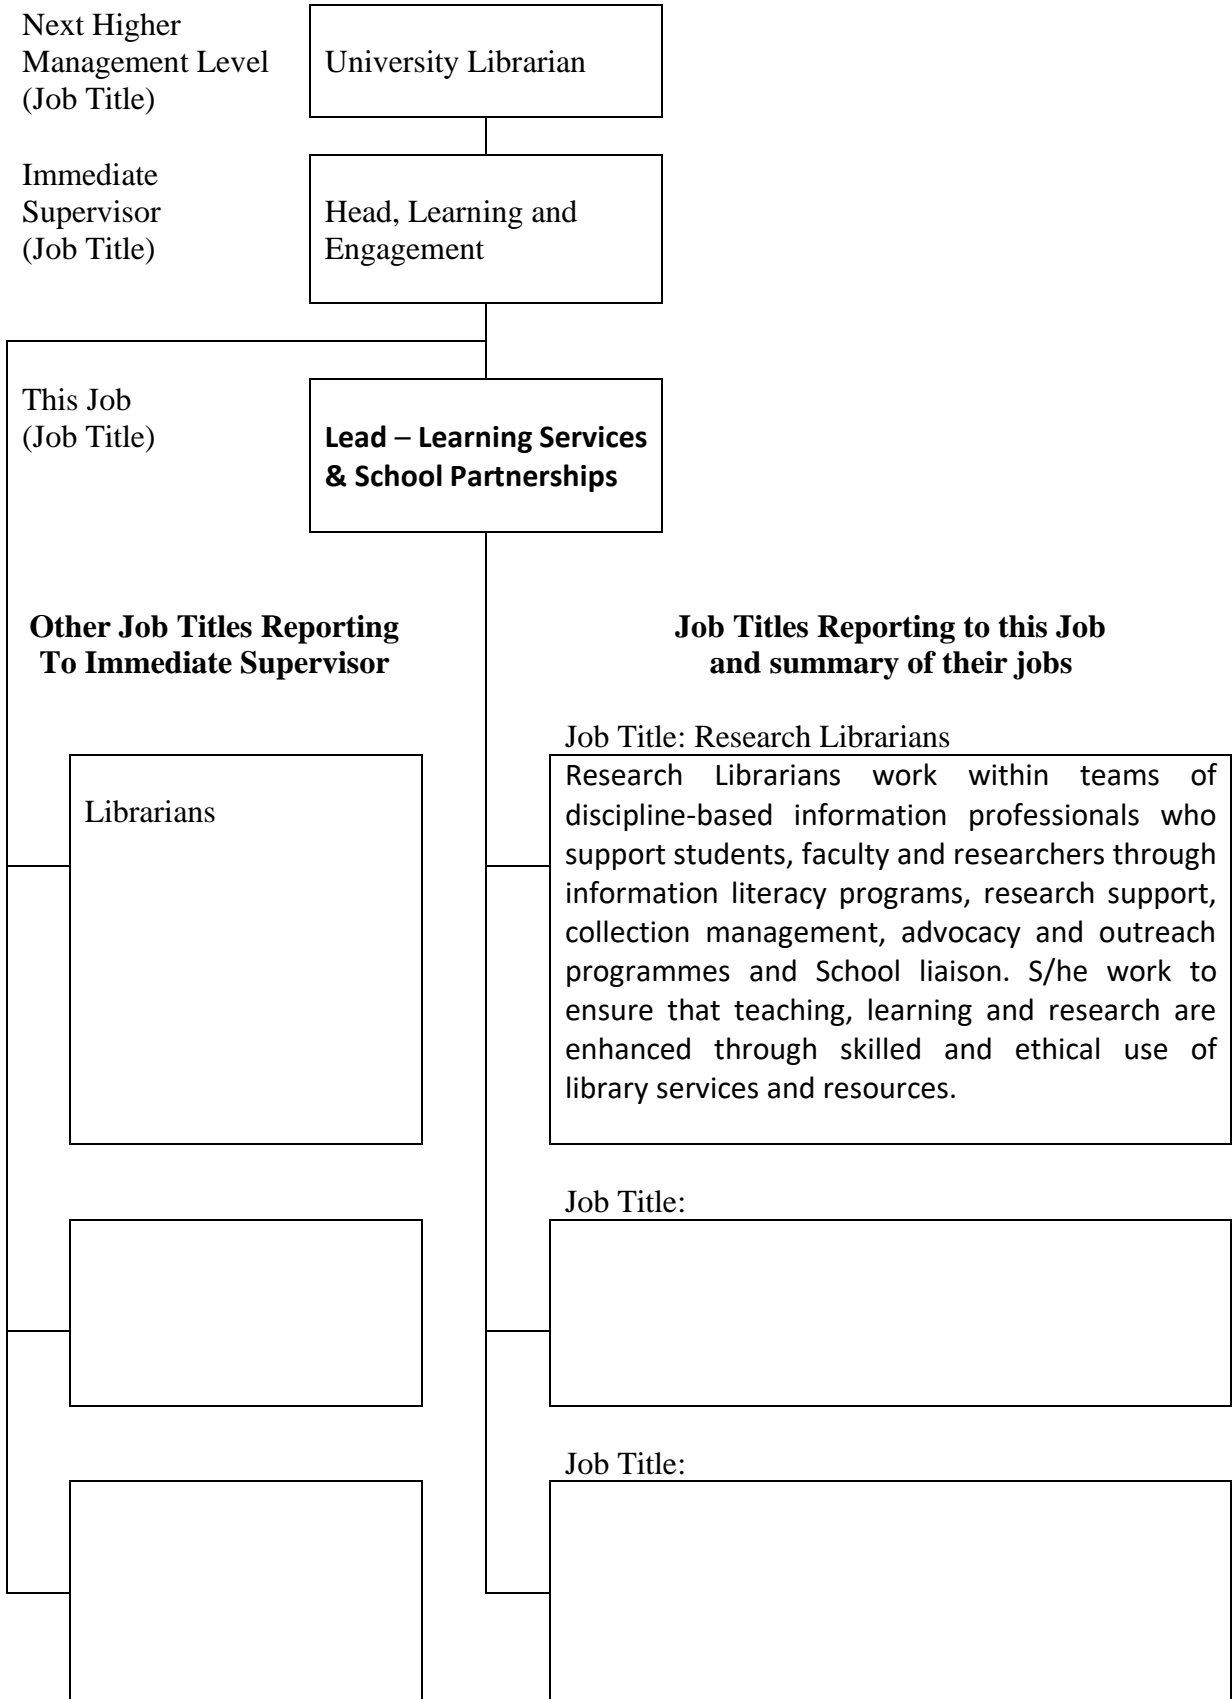 Next Higher
Management Level
(Job Title)
University Librarian
Immediate
Supervisor
(Job Title)
Head, Learning and
Engagement
This Job
(Job Title)
Lead – Learning Services
& School Partnerships
Other Job Titles Reporting
To Immediate Supervisor
Job Titles Reporting to this Job
and summary of their jobs
Librarians
Job Title: Research Librarians
Research Librarians work within teams of
discipline-based information professionals who
support students, faculty and researchers through
information literacy programs, research support,
collection management, advocacy and outreach
programmes and School liaison. S/he work to
ensure that teaching, learning and research are
enhanced through skilled and ethical use of
library services and resources.
Job Title:
Job Title: